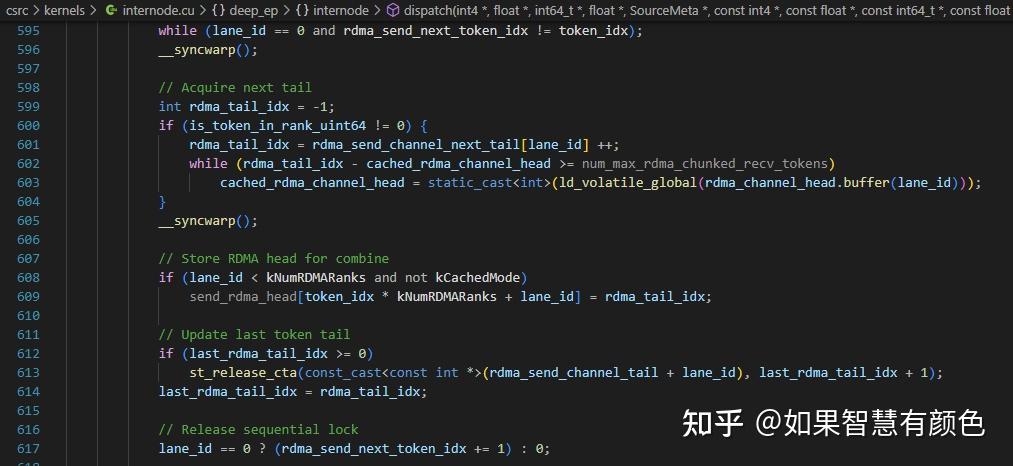 csrc > kernels > internode.cu > {} deep_ep > {} internode > dispatch(int4 *, float *, int64_t *, float *, SourceMeta *, const int4 *, const float *, const int64_t *, const float
595 while (lane_id == 0 and rdma_send_next_token_idx != token_idx);
596 __syncwarp();
597
598 // Acquire next tail
599 int rdma_tail_idx = -1;
600 if (is_token_in_rank_uint64 != 0) {
601 rdma_tail_idx = rdma_send_channel_next_tail[lane_id] ++;
602 while (rdma_tail_idx - cached_rdma_channel_head >= num_max_rdma_chunked_recv_tokens)
603 cached_rdma_channel_head = static_cast<int>(ld_volatile_global(rdma_channel_head.buffer(lane_id)));
604 }
605 __syncwarp();
606
607 // Store RDMA head for combine
608 if (lane_id < kNumRDMARanks and not kCachedMode)
609 send_rdma_head[token_idx * kNumRDMARanks + lane_id] = rdma_tail_idx;
610
611 // Update last token tail
612 if (last_rdma_tail_idx >= 0)
613 st_release_cta(const_cast<const int *>(rdma_send_channel_tail + lane_id), last_rdma_tail_idx + 1);
614 last_rdma_tail_idx = rdma_tail_idx;
615
616 // Release sequential lock
617 lane_id == 0 ? (rdma_send_next_token_idx += 1) : 0;
知乎 @如果智慧有颜色